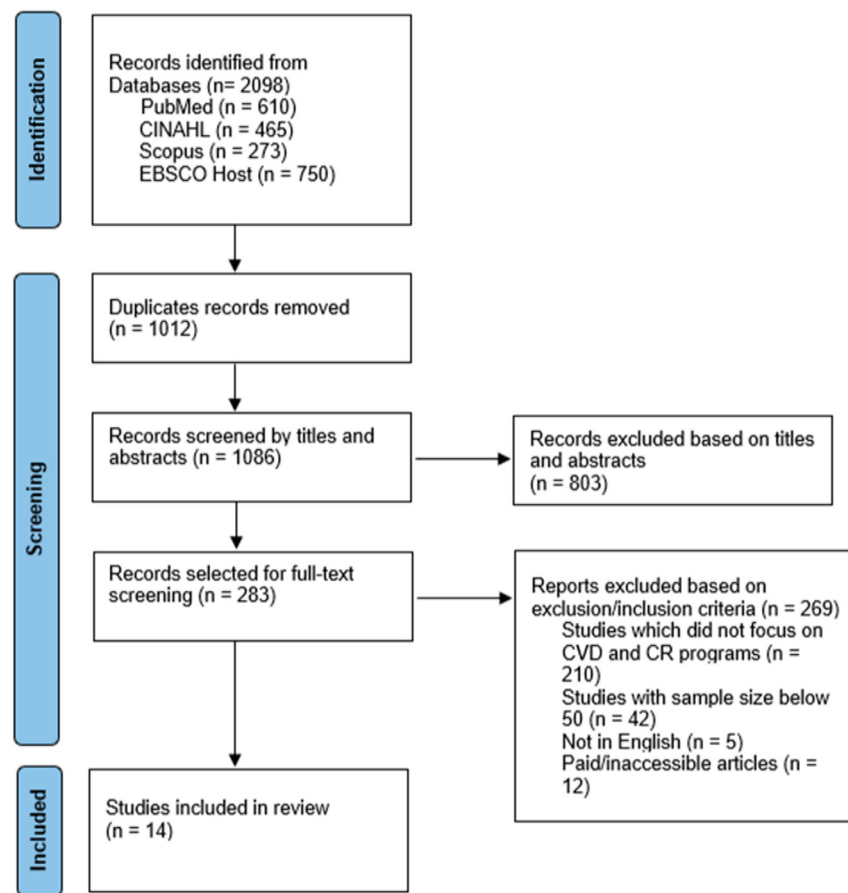 Identification
Records identified from
Databases (n= 2098)
PubMed (n = 610)
CINAHL (n = 465)
Scopus (n = 273)
EBSCO Host (n = 750)
Screening
Duplicates records removed
(n = 1012)
Records screened by titles and
abstracts (n = 1086)
Records excluded based on titles
and abstracts
(n = 803)
Records selected for full-text
screening (n = 283)
Reports excluded based on
exclusion/inclusion criteria (n = 269)
Studies which did not focus on
CVD and CR programs (n =
210)
Studies with sample size below
50 (n = 42)
Not in English (n = 5)
Paid/inaccessible articles (n =
12)
Included
Studies included in review
(n = 14)